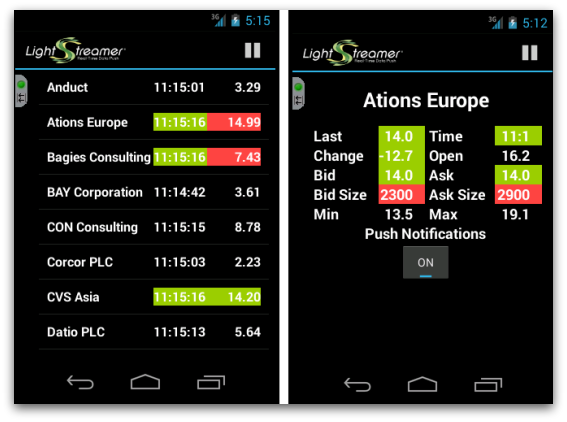 3G 5:15
LightStreamer
Real-Time Data Push
Anduct 11:15:01 3.29
Ations Europe 11:15:16 14.99
Bagies Consulting 11:15:16 7.43
BAY Corporation 11:14:42 3.61
CON Consulting 11:15:15 8.78
Corcor PLC 11:15:03 2.23
CVS Asia 11:15:16 14.20
Datio PLC 11:15:13 5.64
3G 5:12
LightStreamer
Real-Time Data Push
Ations Europe
Last 14.0 Time 11:1
Change -12.7 Open 16.2
Bid 14.0 Ask 14.0
Bid Size 2300 Ask Size 2900
Min 13.5 Max 19.1
Push Notifications
ON